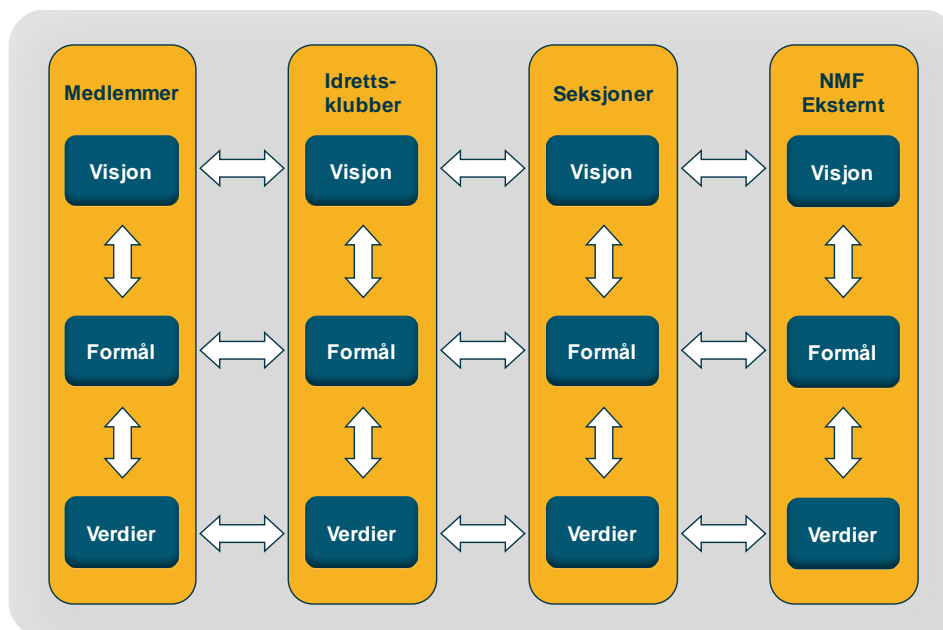 Medlemmer
Idretts-
klubber
Seksjoner
NMF
Eksternt
Visjon
Visjon
Visjon
Visjon
Formål
Formål
Formål
Formål
Verdier
Verdier
Verdier
Verdier